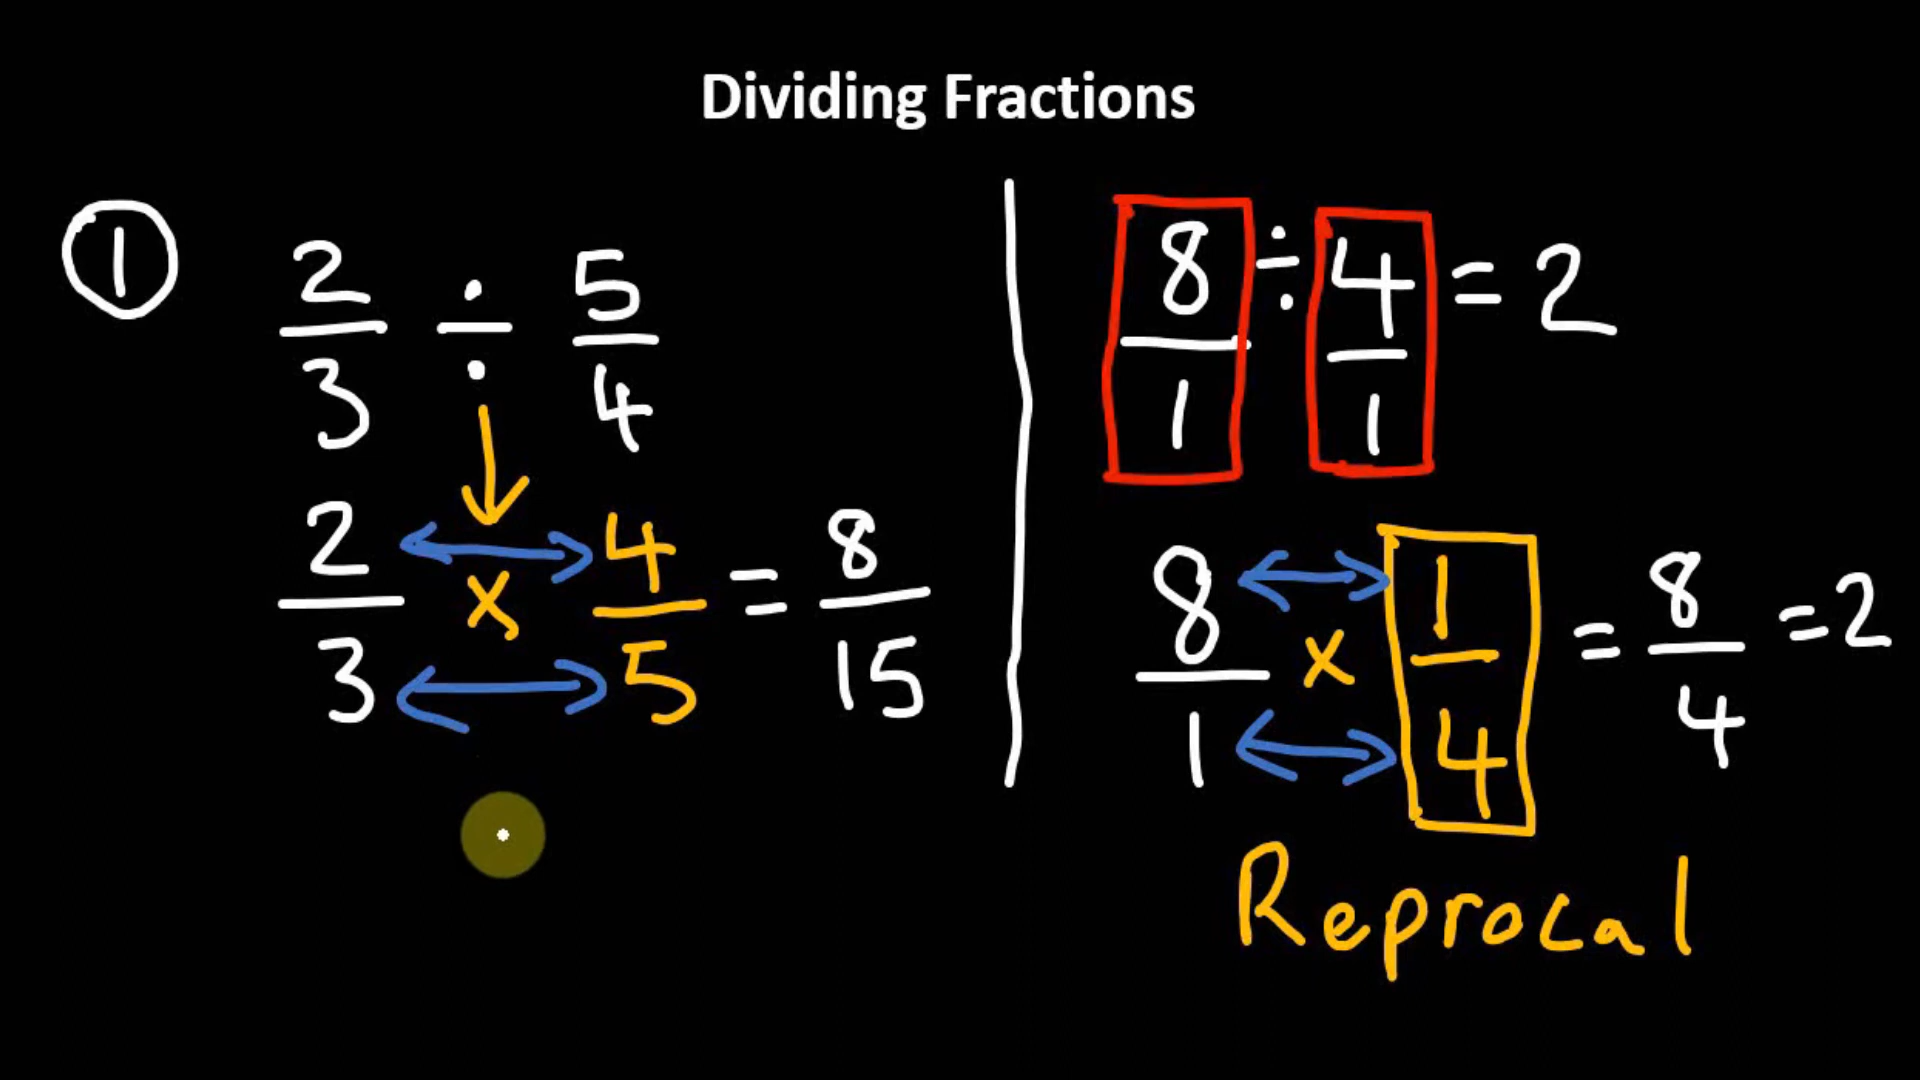 Dividing Fractions
1
2/3 ÷ 5/4
2/3 x 4/5 = 8/15
8/1 ÷ 4/1 = 2
8/1 x 1/4 = 8/4 = 2
Reprocal